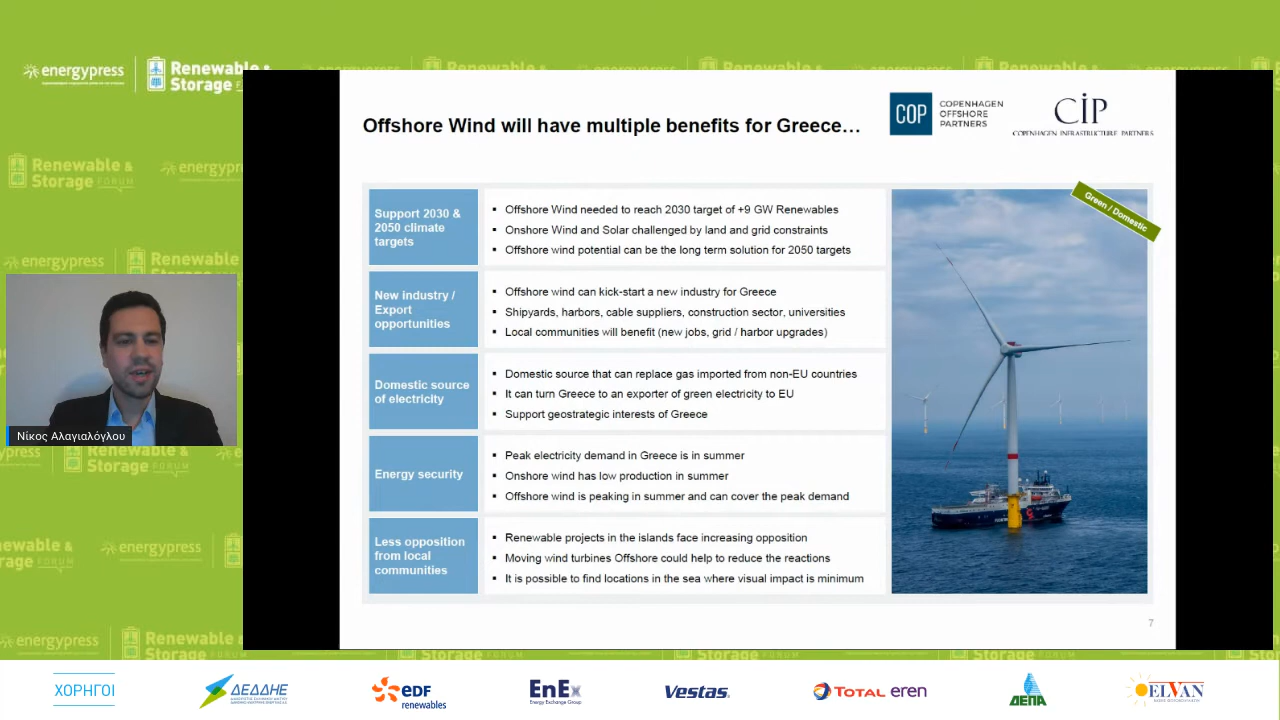 energypress
Renewable &
Storage
Offshore Wind will have multiple benefits for Greece…
COP
COPENHAGEN
OFFSHORE
PARTNERS
CIP
COPENHAGEN INFRASTRUCTURE PARTNERS
Green / Domestic
Support 2030 &
2050 climate
targets
▪ Offshore Wind needed to reach 2030 target of +9 GW Renewables
▪ Onshore Wind and Solar challenged by land and grid constraints
▪ Offshore wind potential can be the long term solution for 2050 targets
New industry /
Export
opportunities
▪ Offshore wind can kick-start a new industry for Greece
▪ Shipyards, harbors, cable suppliers, construction sector, universities
▪ Local communities will benefit (new jobs, grid / harbor upgrades)
Domestic source
of electricity
▪ Domestic source that can replace gas imported from non-EU countries
▪ It can turn Greece to an exporter of green electricity to EU
▪ Support geostrategic interests of Greece
Energy security
▪ Peak electricity demand in Greece is in summer
▪ Onshore wind has low production in summer
▪ Offshore wind is peaking in summer and can cover the peak demand
Less opposition
from local
communities
▪ Renewable projects in the islands face increasing opposition
▪ Moving wind turbines Offshore could help to reduce the reactions
▪ It is possible to find locations in the sea where visual impact is minimum
7
Νίκος Αλαγιαλόγλου
Renewable &
Storage FORUM
energypress
ΧΟΡΗΓΟΙ
ΔΕΔΔΗΕ
edf
renewables
EnEx
Energy Exchange Group
Vestas
TOTAL eren
ΔΕΠΑ
ELVAN